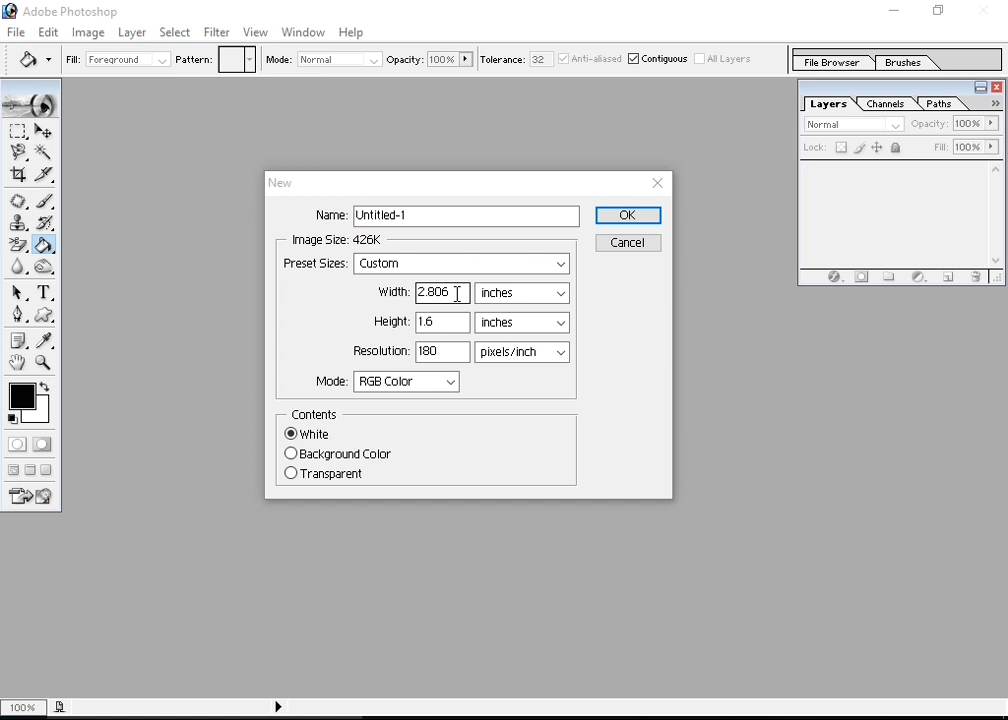 Adobe Photoshop
File Edit Image Layer Select Filter View Window Help
Fill: Foreground Pattern: Mode: Normal Opacity: 100% Tolerance: 32 Anti-aliased Contiguous All Layers File Browser Brushes
Layers Channels Paths
Normal Opacity: 100%
Lock: Fill: 100%
New
Name: Untitled-1 OK
Image Size: 426K Cancel
Preset Sizes: Custom
Width: 2.806 inches
Height: 1.6 inches
Resolution: 180 pixels/inch
Mode: RGB Color
Contents
White
Background Color
Transparent
T
100%